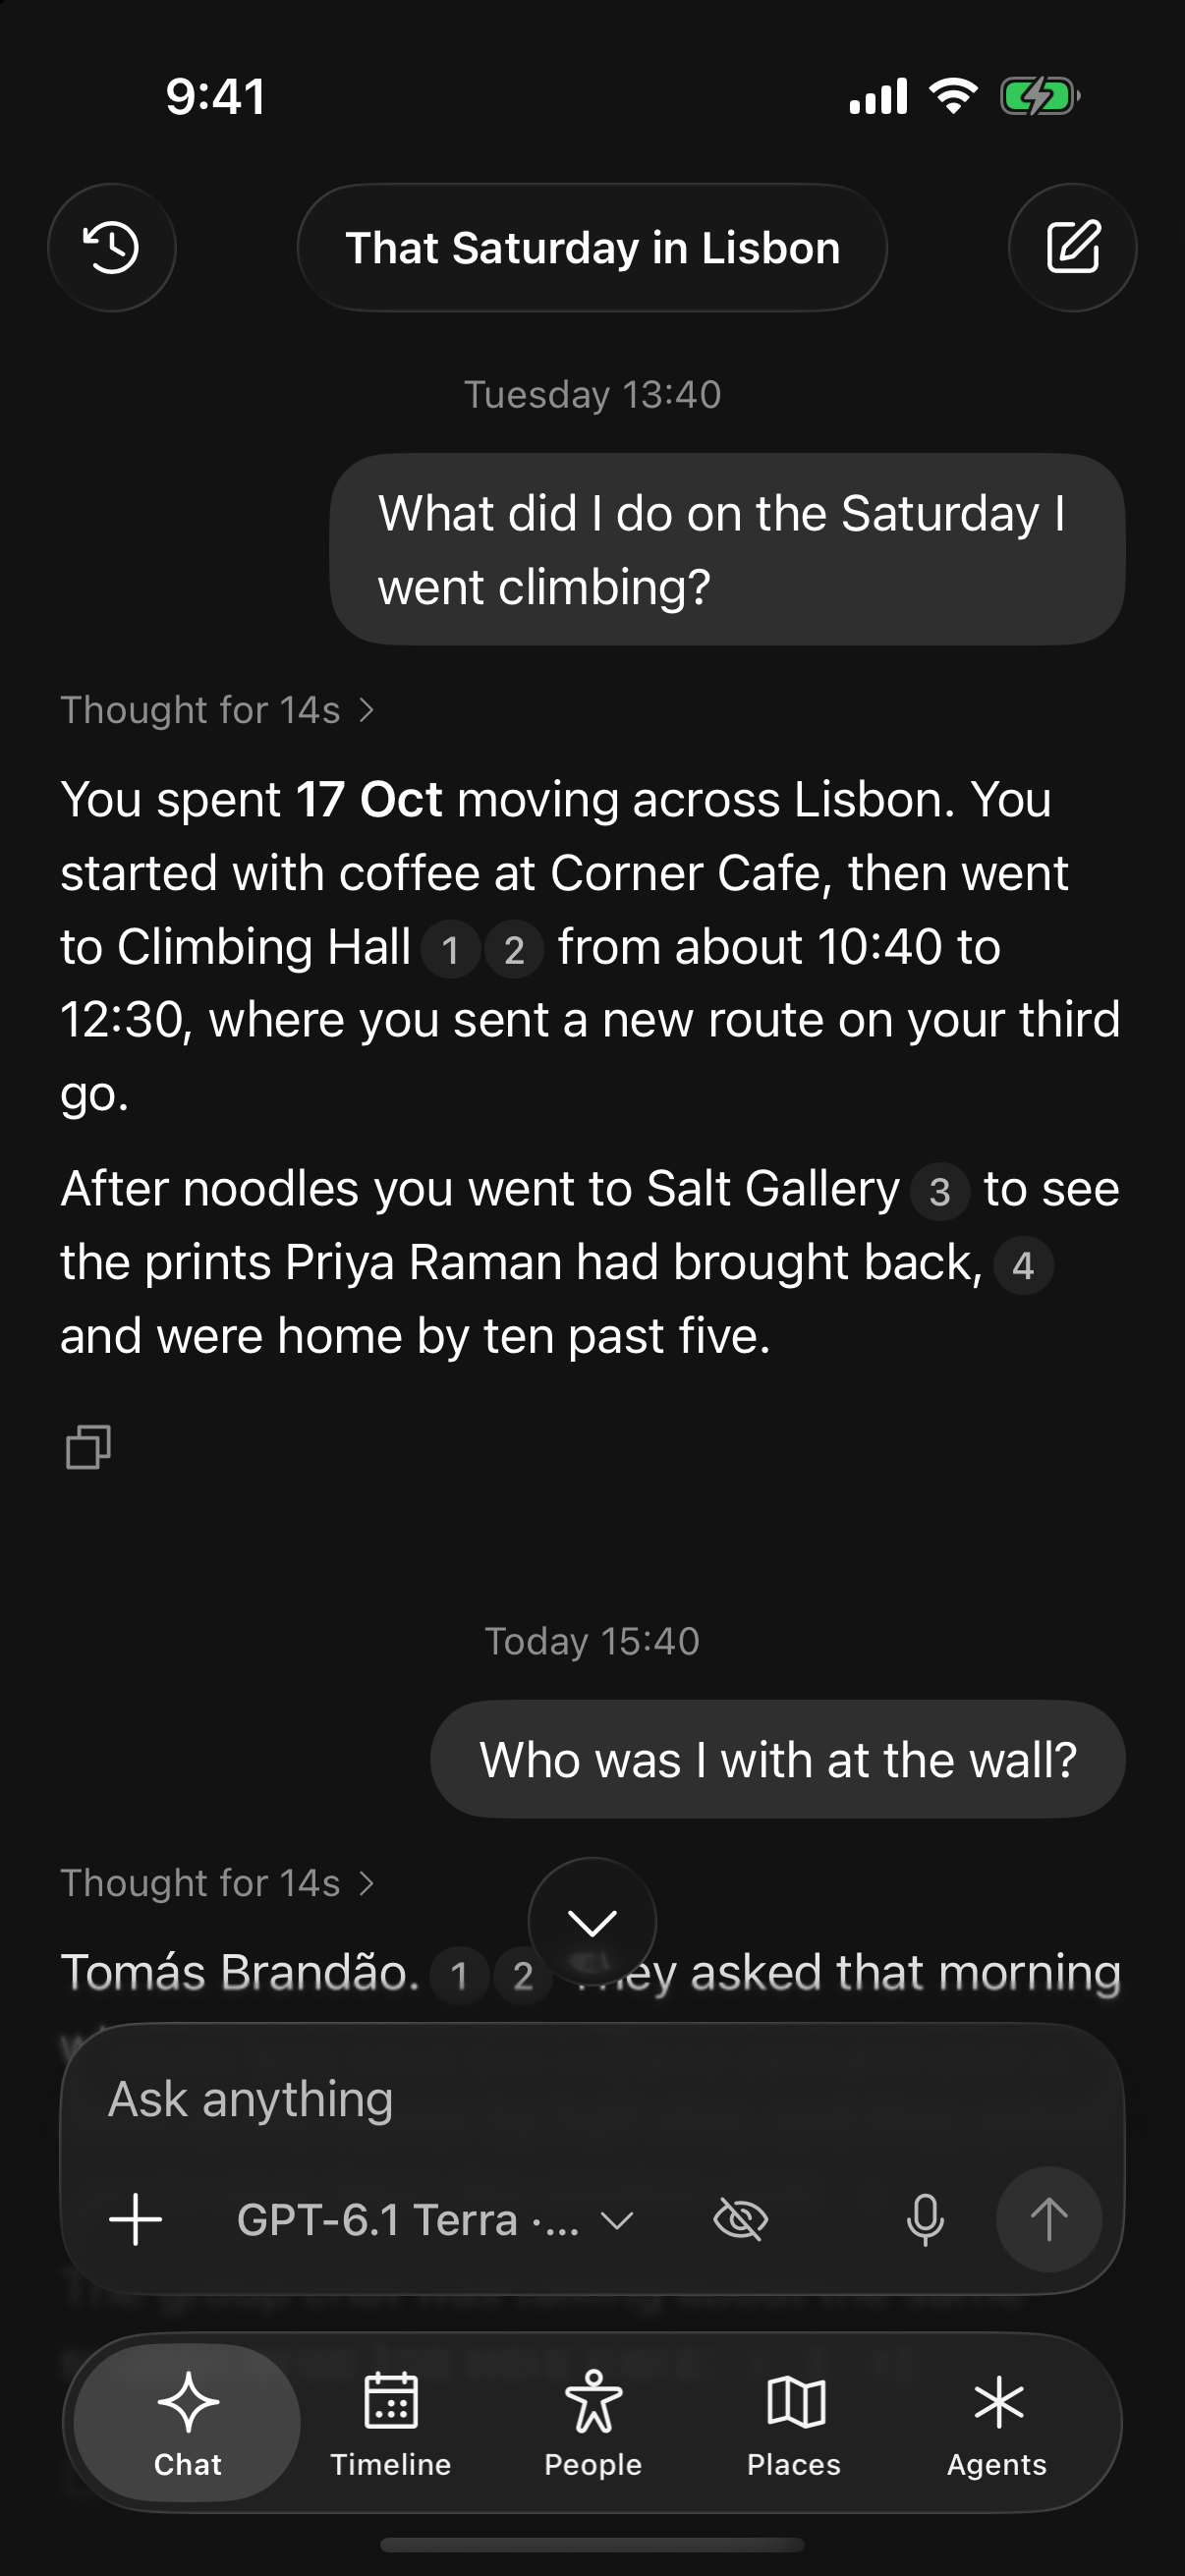 9:41
That Saturday in Lisbon
Tuesday 13:40
What did I do on the Saturday I
went climbing?
Thought for 14s
You spent 17 Oct moving across Lisbon. You
started with coffee at Corner Cafe, then went
to Climbing Hall 1 2 from about 10:40 to
12:30, where you sent a new route on your third
go.
After noodles you went to Salt Gallery 3 to see
the prints Priya Raman had brought back, 4
and were home by ten past five.
Today 15:40
Who was I with at the wall?
Thought for 14s
Tomás Brandão. 1 2 They asked that morning
Ask anything
GPT-6.1 Terra ·...
Chat
Timeline
People
Places
Agents